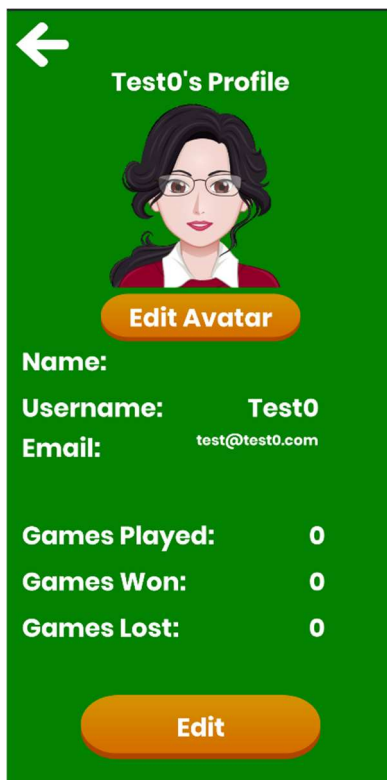 Test0's Profile
Edit Avatar
Name:
Username: Test0
Email: test@test0.com
Games Played: 0
Games Won: 0
Games Lost: 0
Edit